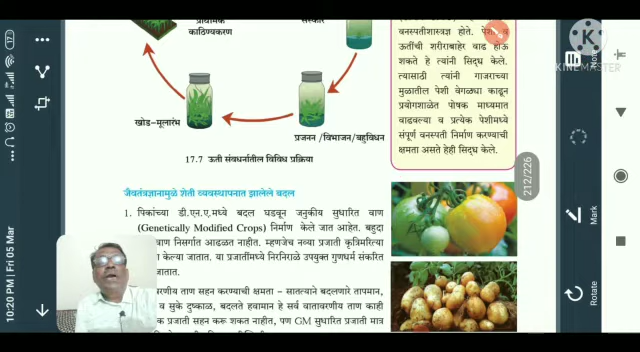 प्राथमिक
काठिण्यकरण
संस्कार
खोड–मूलारंभ
प्रजनन /विभाजन/बहुविधन
17.7 ऊती संवर्धनातील विविध प्रक्रिया
वनस्पतीशास्त्रज्ञ होते. पेशी व
ऊतींची शरीराबाहेर वाढ होऊ
शकते हे त्यांनी सिद्ध केले.
त्यासाठी त्यांनी गाजराच्या
मुळातील पेशी वेगळ्या काढून
प्रयोगशाळेत पोषक माध्यमात
वाढवल्या व प्रत्येक पेशीमध्ये
संपूर्ण वनस्पती निर्माण करण्याची
क्षमता असते हेही सिद्ध केले.
जैवतंत्रज्ञानामुळे शेती व्यवस्थापनात झालेले बदल
1. पिकांच्या डी.एन.ए.मध्ये बदल घडवून जनुकीय सुधारित वाण
(Genetically Modified Crops) निर्माण केले जात आहेत. बहुदा
वाण निसर्गात आढळत नाहीत. म्हणजेच नव्या प्रजाती कृत्रिमरित्या
केल्या जातात. या प्रजातींमध्ये निरनिराळे उपयुक्त गुणधर्म संकरित
जातात.
वरणीय ताण सहन करण्याची क्षमता – सातत्याने बदलणारे तापमान,
व सुके दुष्काळ, बदलते हवामान हे सर्व वातावरणीय ताण काही
क प्रजाती सहन करू शकत नाहीत, पण GM सुधारित प्रजाती मात्र
212/226
KINEMASTER
Note
Mark
Rotate
10:20 PM | Fri 05 Mar
17